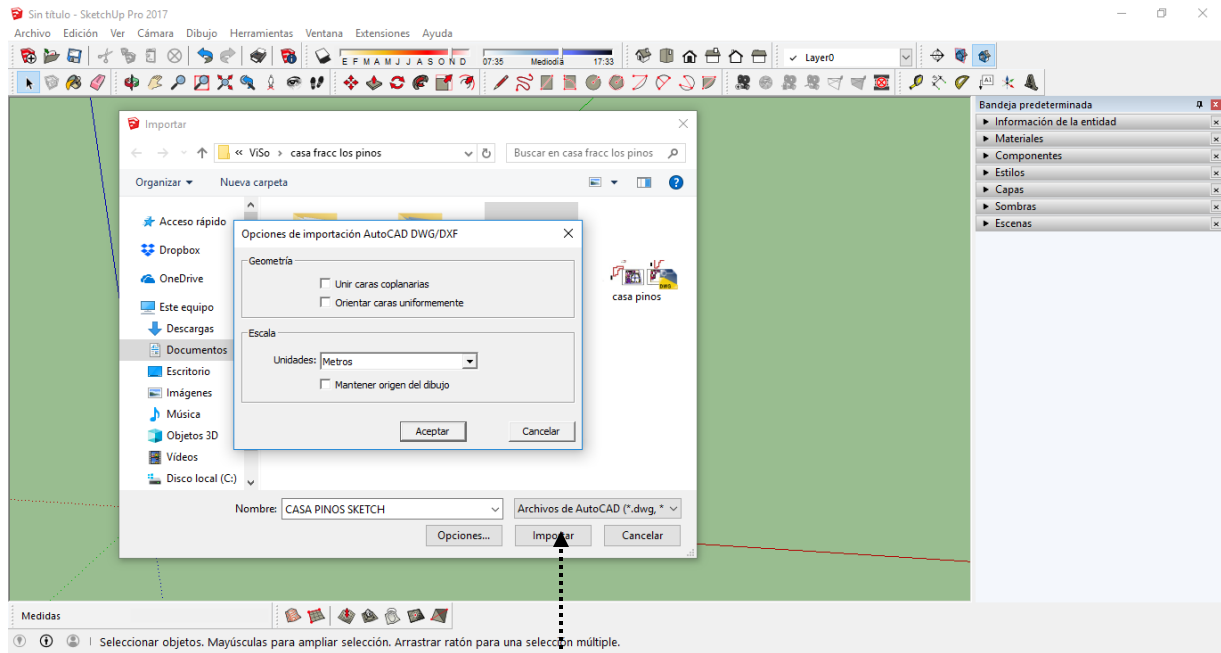 Sin título - SketchUp Pro 2017
Archivo Edición Ver Cámara Dibujo Herramientas Ventana Extensiones Ayuda
E F M A M J J A S O N D 07:35 Mediodía 17:33 Layer0
A1
Bandeja predeterminada
Información de la entidad
Materiales
Componentes
Estilos
Capas
Sombras
Escenas
Importar
« ViSo › casa fracc los pinos
Buscar en casa fracc los pinos
Organizar Nueva carpeta
Acceso rápido
Dropbox
OneDrive
Este equipo
Descargas
Documentos
Escritorio
Imágenes
Música
Objetos 3D
Vídeos
Disco local (C:)
DWG
casa pinos
Opciones de importación AutoCAD DWG/DXF
Geometría
Unir caras coplanarias
Orientar caras uniformemente
Escala
Unidades: Metros
Mantener origen del dibujo
Aceptar Cancelar
Nombre: CASA PINOS SKETCH Archivos de AutoCAD (*.dwg, *
Opciones... Importar Cancelar
Medidas
Seleccionar objetos. Mayúsculas para ampliar selección. Arrastrar ratón para una selección múltiple.